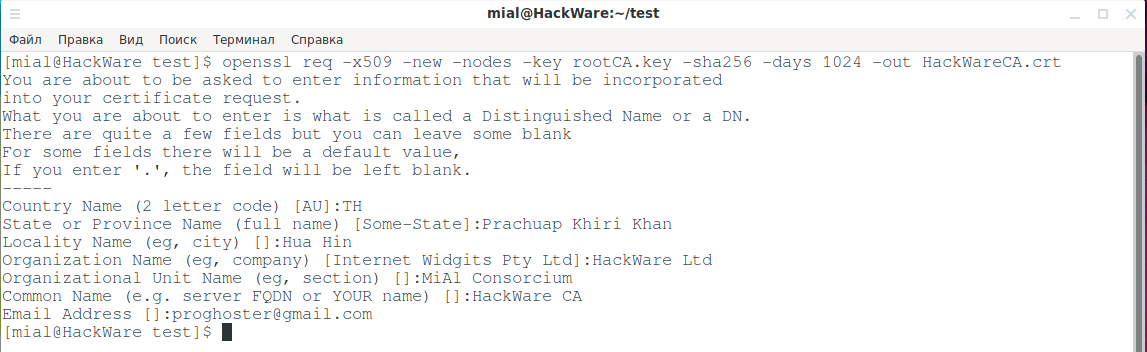 mial@HackWare:~/test
Файл Правка Вид Поиск Терминал Справка
[mial@HackWare test]$ openssl req -x509 -new -nodes -key rootCA.key -sha256 -days 1024 -out HackWareCA.crt
You are about to be asked to enter information that will be incorporated
into your certificate request.
What you are about to enter is what is called a Distinguished Name or a DN.
There are quite a few fields but you can leave some blank
For some fields there will be a default value,
If you enter '.', the field will be left blank.
-----
Country Name (2 letter code) [AU]:TH
State or Province Name (full name) [Some-State]:Prachuap Khiri Khan
Locality Name (eg, city) []:Hua Hin
Organization Name (eg, company) [Internet Widgits Pty Ltd]:HackWare Ltd
Organizational Unit Name (eg, section) []:MiAl Consorcium
Common Name (e.g. server FQDN or YOUR name) []:HackWare CA
Email Address []:proghoster@gmail.com
[mial@HackWare test]$